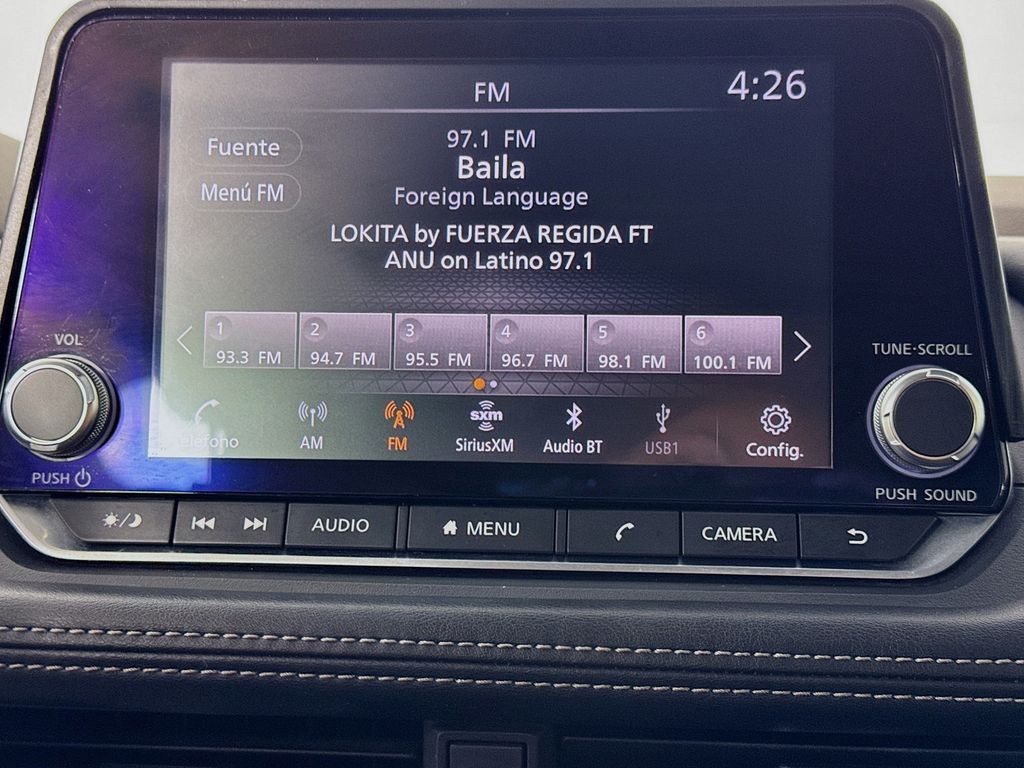 FM
4:26
Fuente
Menú FM
97.1 FM
Baila
Foreign Language
LOKITA by FUERZA REGIDA FT
ANU on Latino 97.1
1
93.3 FM
2
94.7 FM
3
95.5 FM
4
96.7 FM
5
98.1 FM
6
100.1 FM
Teléfono
AM
FM
sxm
SiriusXM
Audio BT
USB1
Config.
VOL
PUSH
TUNE·SCROLL
PUSH SOUND
AUDIO
MENU
CAMERA